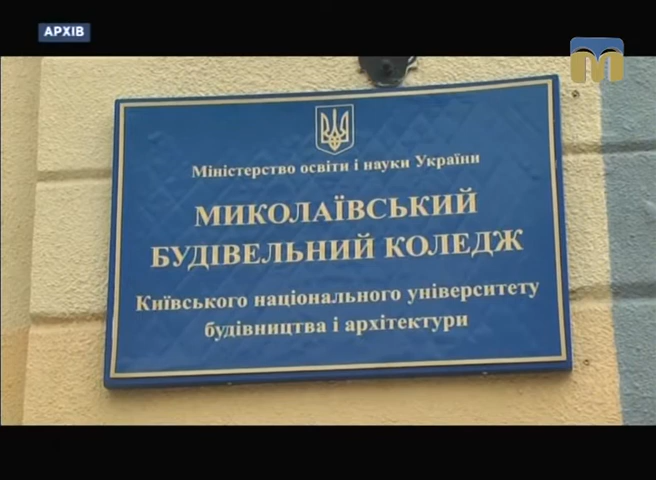 АРХІВ
М
Міністерство освіти і науки України
МИКОЛАЇВСЬКИЙ
БУДІВЕЛЬНИЙ КОЛЕДЖ
Київського національного університету
будівництва і архітектури